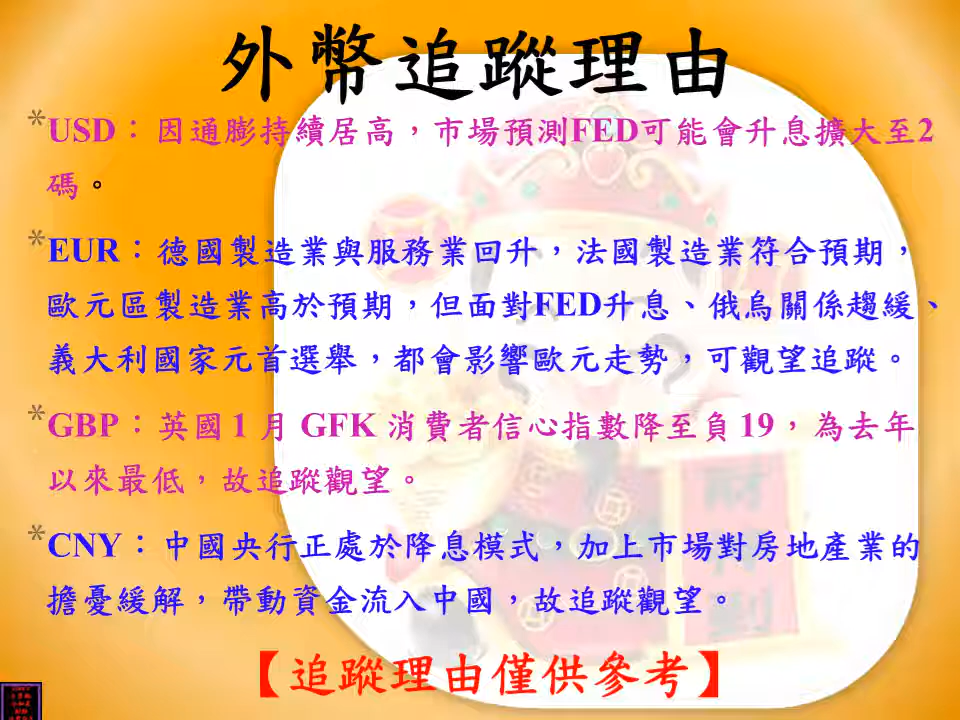 外幣追蹤理由
*USD：因通膨持續居高，市場預測FED可能會升息擴大至2
碼。
*EUR：德國製造業與服務業回升，法國製造業符合預期，
歐元區製造業高於預期，但面對FED升息、俄烏關係趨緩、
義大利國家元首選舉，都會影響歐元走勢，可觀望追蹤。
*GBP：英國 1 月 GFK 消費者信心指數降至負 19，為去年
以來最低，故追蹤觀望。
*CNY：中國央行正處於降息模式，加上市場對房地產業的
擔憂緩解，帶動資金流入中國，故追蹤觀望。
【追蹤理由僅供參考】